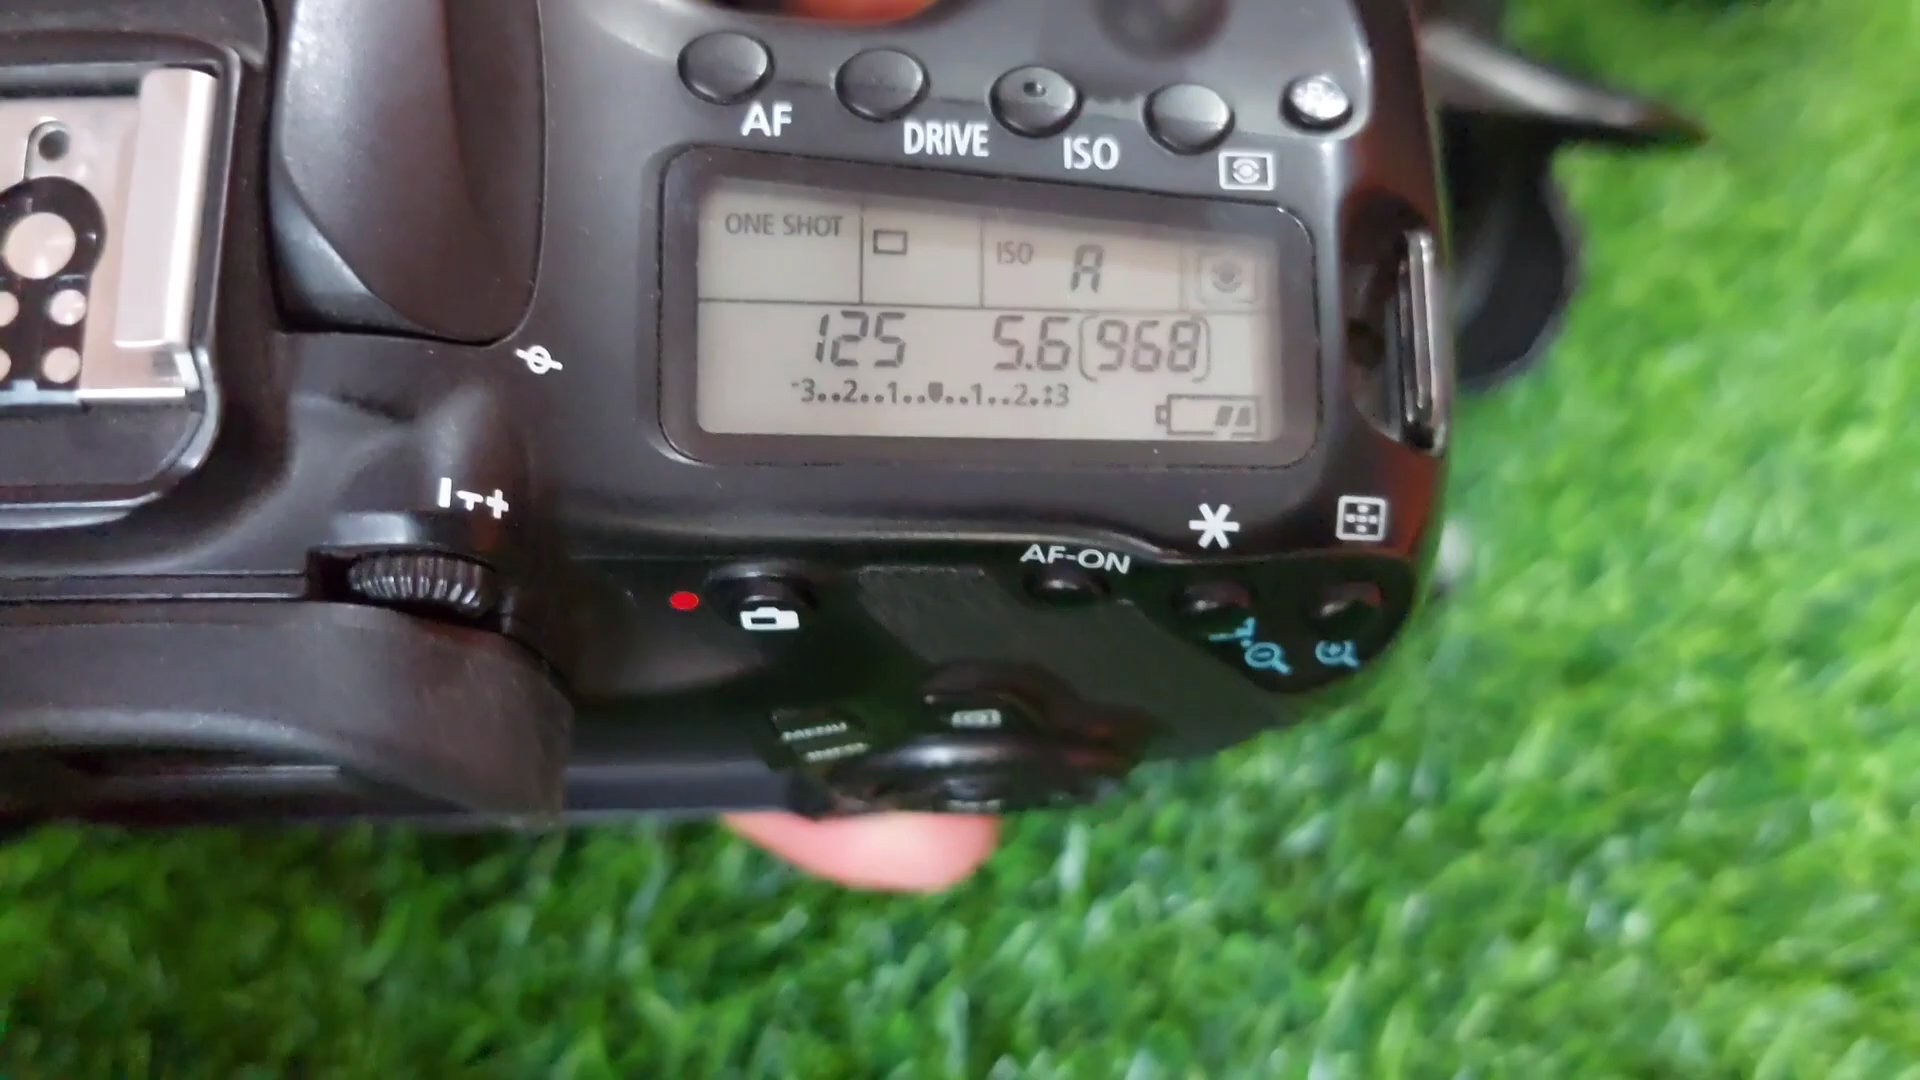 AF
DRIVE
ISO
ONE SHOT
ISO A
125 5.6(968)
-3..2..1..0..1..2.:3
AF-ON
MENU